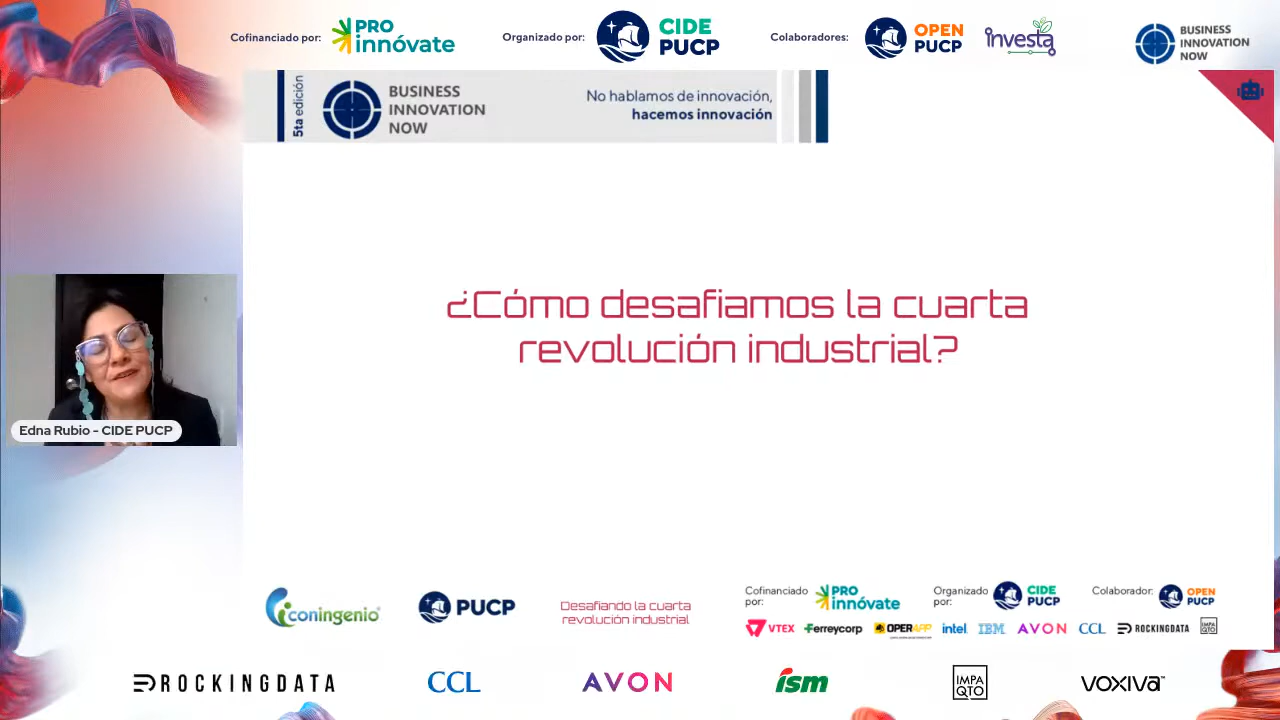 Cofinanciado por:
PRO
innóvate
Organizado por:
CIDE
PUCP
Colaboradores:
OPEN
PUCP
investa
BUSINESS
INNOVATION
NOW
5ta edición
BUSINESS
INNOVATION
NOW
No hablamos de innovación,
hacemos innovación
¿Cómo desafiamos la cuarta
revolución industrial?
Edna Rubio - CIDE PUCP
coningenio
PUCP
Desafiando la cuarta
revolución industrial
Cofinanciado
por:
PRO
innóvate
Organizado
por:
CIDE
PUCP
Colaborador:
OPEN
PUCP
VTEX
Ferreycorp
OPERAPP
intel
IBM
AVON
CCL
ROCKINGDATA
IMPA
QTO
ROCKINGDATA
CCL
AVON
ism
IMPA
QTO
VOXIVA